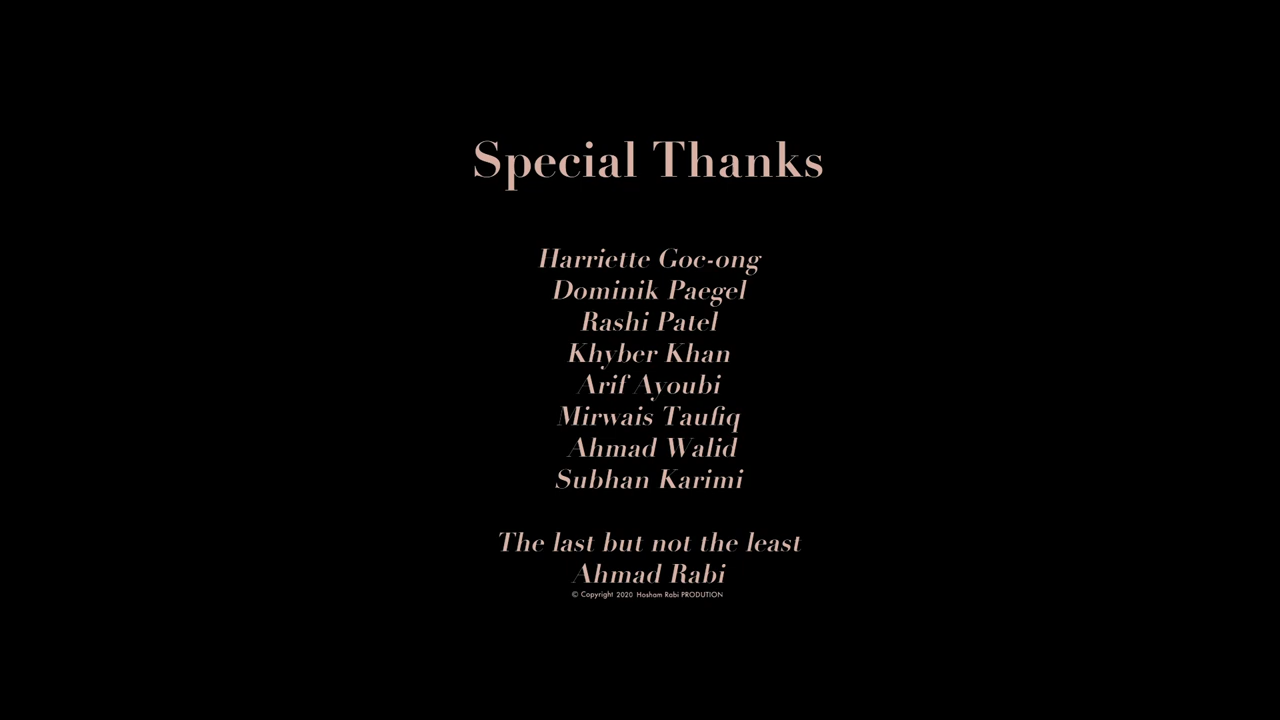 Special Thanks
Harriette Goc-ong
Dominik Paegel
Rashi Patel
Khyber Khan
Arif Ayoubi
Mirwais Taufiq
Ahmad Walid
Subhan Karimi
The last but not the least
Ahmad Rabi
© Copyright 2020 Hosham Rabi PRODUTION